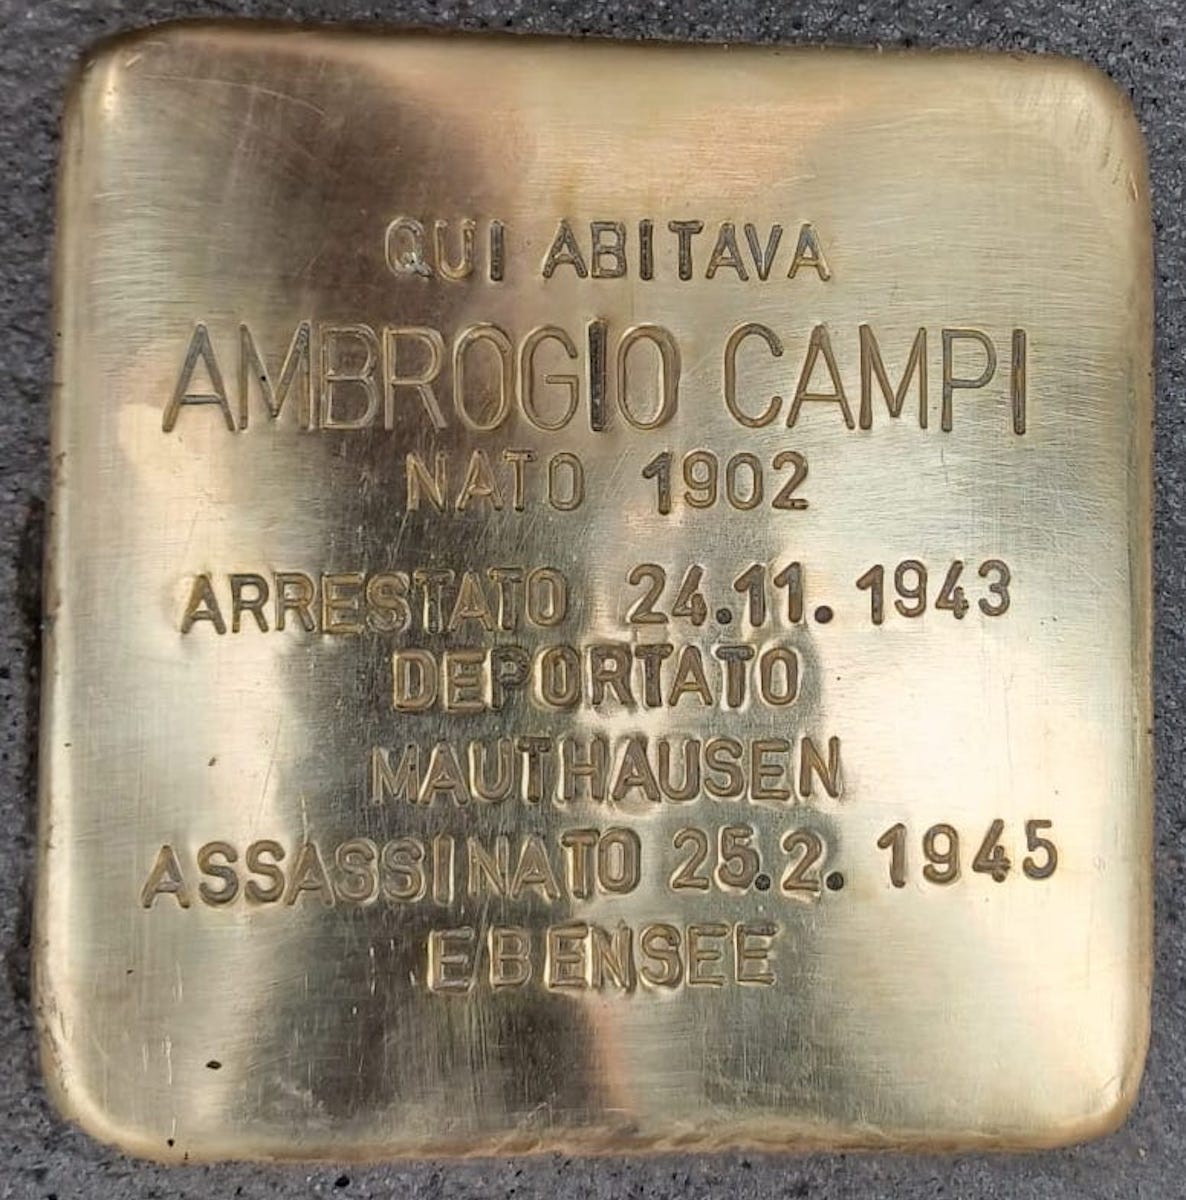 QUI ABITAVA
AMBROGIO CAMPI
NATO 1902
ARRESTATO 24.11.1943
DEPORTATO
MAUTHAUSEN
ASSASSINATO 25.2.1945
EBENSEE